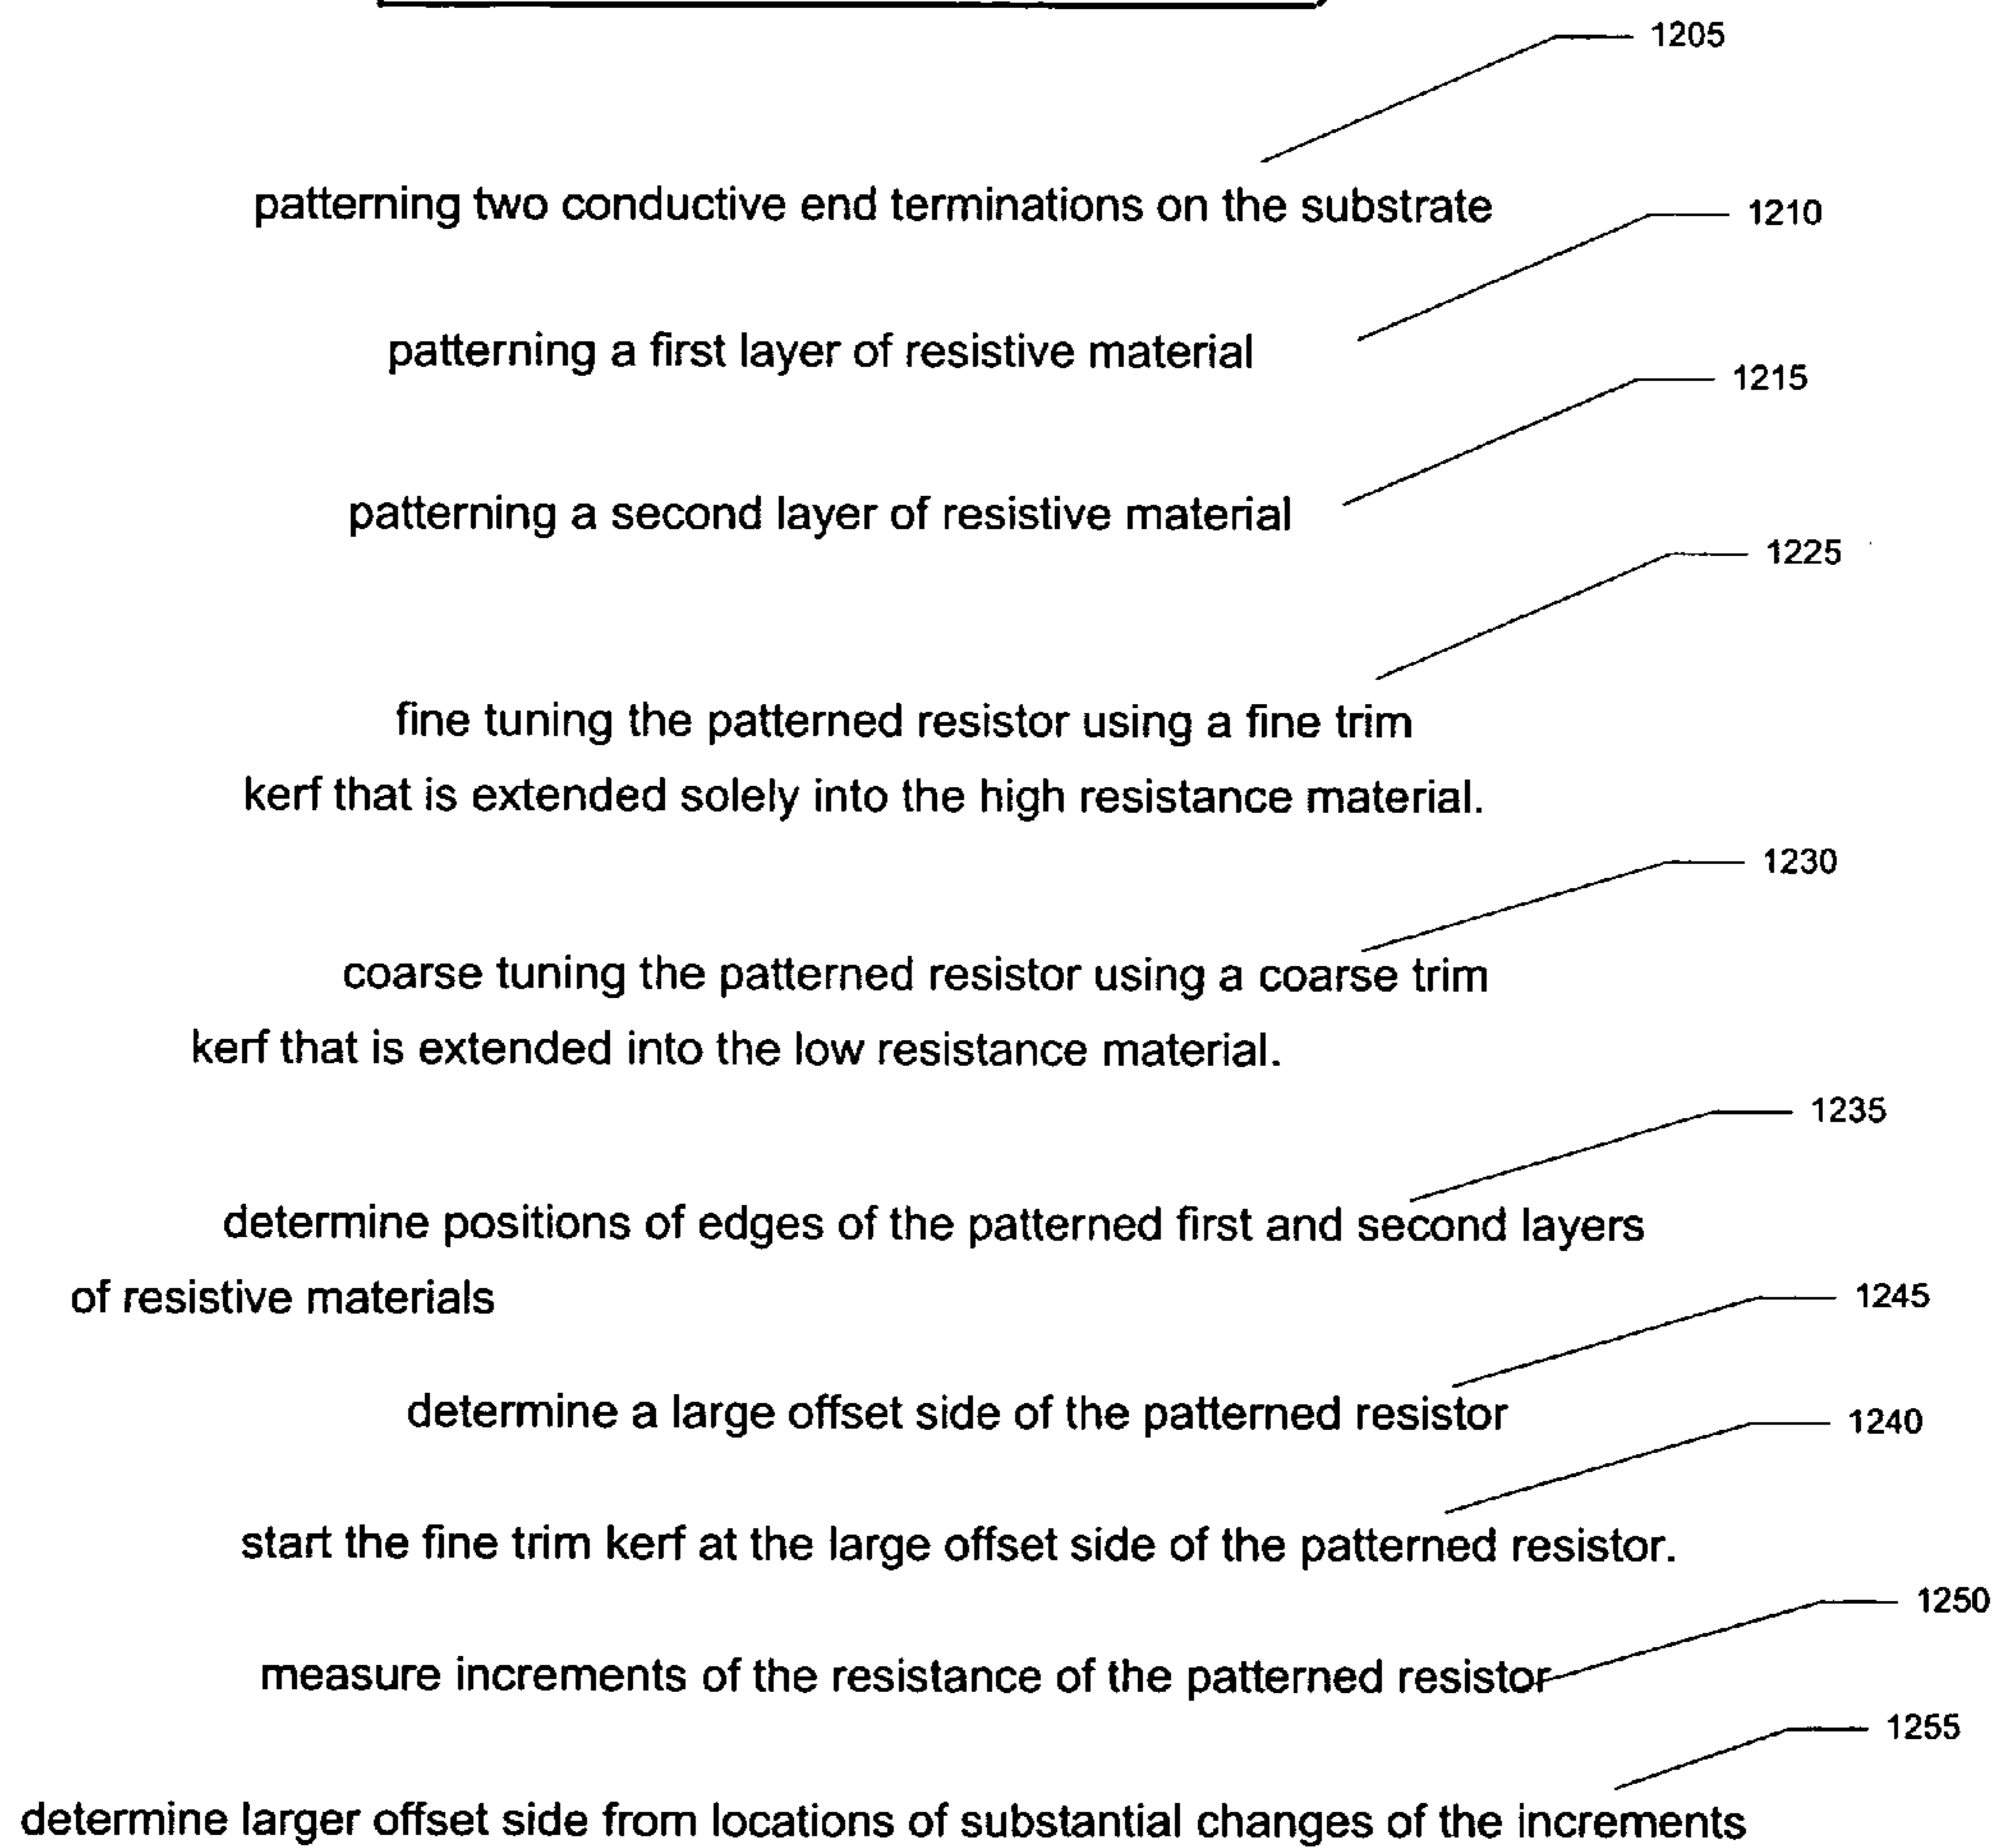 1205
patterning two conductive end terminations on the substrate
1210
patterning a first layer of resistive material
1215
patterning a second layer of resistive material
1225
fine tuning the patterned resistor using a fine trim
kerf that is extended solely into the high resistance material.
1230
coarse tuning the patterned resistor using a coarse trim
kerf that is extended into the low resistance material.
1235
determine positions of edges of the patterned first and second layers
of resistive materials
1245
determine a large offset side of the patterned resistor
1240
start the fine trim kerf at the large offset side of the patterned resistor.
1250
measure increments of the resistance of the patterned resistor
1255
determine larger offset side from locations of substantial changes of the increments